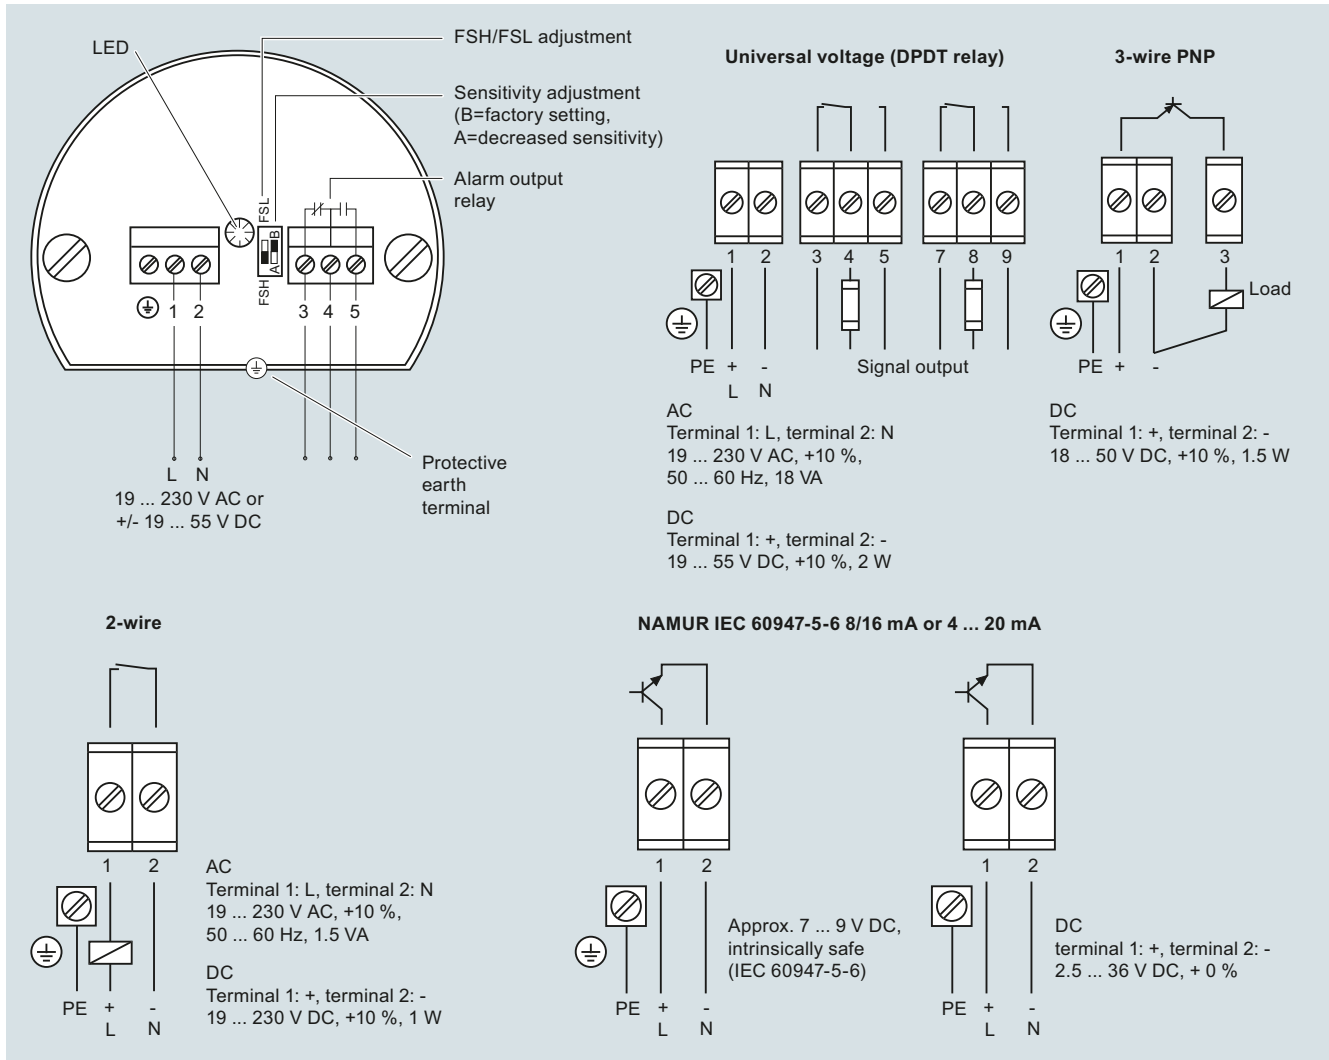 LED
FSH/FSL adjustment
Sensitivity adjustment
(B=factory setting,
A=decreased sensitivity)
Alarm output
relay
FSL
B
A
FSH
1 2
3 4 5
L N
19 ... 230 V AC or
+/- 19 ... 55 V DC
Protective
earth
terminal
Universal voltage (DPDT relay)
1 2 3 4 5 7 8 9
PE + -
L N
Signal output
AC
Terminal 1: L, terminal 2: N
19 ... 230 V AC, +10 %,
50 ... 60 Hz, 18 VA
DC
Terminal 1: +, terminal 2: -
19 ... 55 V DC, +10 %, 2 W
3-wire PNP
1 2 3
Load
PE + -
DC
Terminal 1: +, terminal 2: -
18 ... 50 V DC, +10 %, 1.5 W
2-wire
1 2
PE + -
L N
AC
Terminal 1: L, terminal 2: N
19 ... 230 V AC, +10 %,
50 ... 60 Hz, 1.5 VA
DC
Terminal 1: +, terminal 2: -
19 ... 230 V DC, +10 %, 1 W
NAMUR IEC 60947-5-6 8/16 mA or 4 ... 20 mA
1 2
PE + -
L N
Approx. 7 ... 9 V DC,
intrinsically safe
(IEC 60947-5-6)
1 2
PE + -
L N
DC
terminal 1: +, terminal 2: -
2.5 ... 36 V DC, + 0 %